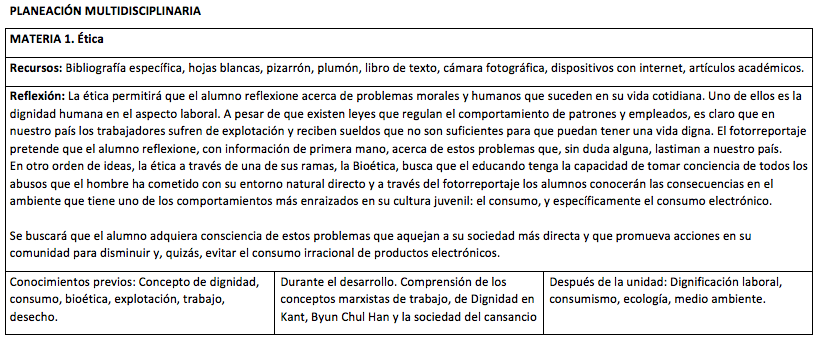 PLANEACIÓN MULTIDISCIPLINARIA
MATERIA 1. Ética
Recursos: Bibliografía específica, hojas blancas, pizarrón, plumón, libro de texto, cámara fotográfica, dispositivos con internet, artículos académicos.
Reflexión: La ética permitirá que el alumno reflexione acerca de problemas morales y humanos que suceden en su vida cotidiana. Uno de ellos es la
dignidad humana en el aspecto laboral. A pesar de que existen leyes que regulan el comportamiento de patrones y empleados, es claro que en
nuestro país los trabajadores sufren de explotación y reciben sueldos que no son suficientes para que puedan tener una vida digna. El fotorreportaje
pretende que el alumno reflexione, con información de primera mano, acerca de estos problemas que, sin duda alguna, lastiman a nuestro país.
En otro orden de ideas, la ética a través de una de sus ramas, la Bioética, busca que el educando tenga la capacidad de tomar conciencia de todos los
abusos que el hombre ha cometido con su entorno natural directo y a través del fotorreportaje los alumnos conocerán las consecuencias en el
ambiente que tiene uno de los comportamientos más enraizados en su cultura juvenil: el consumo, y específicamente el consumo electrónico.
Se buscará que el alumno adquiera consciencia de estos problemas que aquejan a su sociedad más directa y que promueva acciones en su
comunidad para disminuir y, quizás, evitar el consumo irracional de productos electrónicos.
Conocimientos previos: Concepto de dignidad,
consumo, bioética, explotación, trabajo,
desecho.
Durante el desarrollo. Comprensión de los
conceptos marxistas de trabajo, de Dignidad en
Kant, Byun Chul Han y la sociedad del cansancio
Después de la unidad: Dignificación laboral,
consumismo, ecología, medio ambiente.